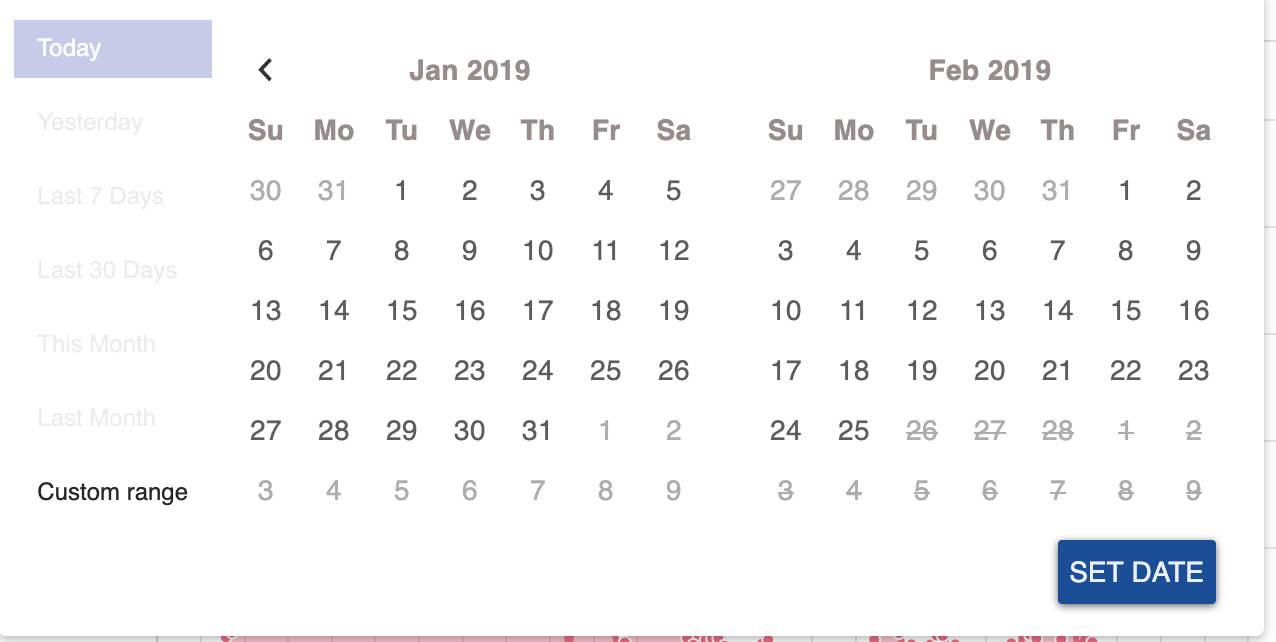 Today
Yesterday
Last 7 Days
Last 30 Days
This Month
Last Month
Custom range
Jan 2019
Su Mo Tu We Th Fr Sa
30 31 1 2 3 4 5
6 7 8 9 10 11 12
13 14 15 16 17 18 19
20 21 22 23 24 25 26
27 28 29 30 31 1 2
3 4 5 6 7 8 9
Feb 2019
Su Mo Tu We Th Fr Sa
27 28 29 30 31 1 2
3 4 5 6 7 8 9
10 11 12 13 14 15 16
17 18 19 20 21 22 23
24 25 26 27 28 1 2
3 4 5 6 7 8 9
SET DATE